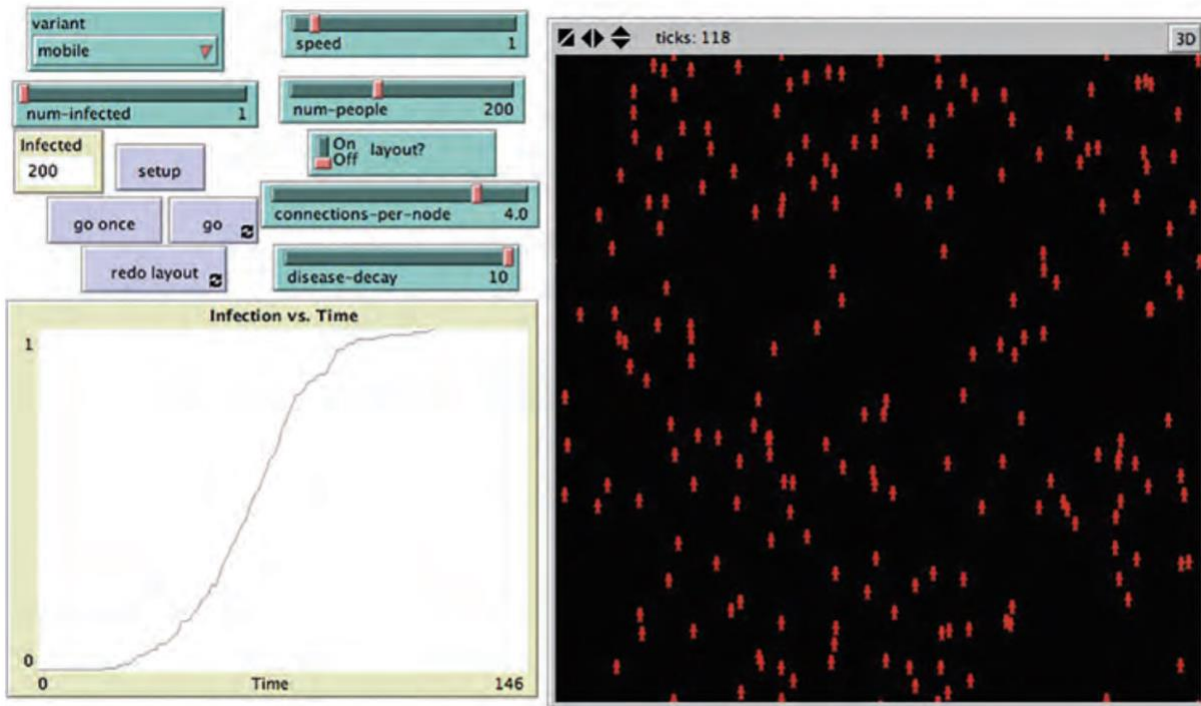 variant
mobile
speed 1
num-infected 1
num-people 200
Infected
200
setup
On
Off
layout?
go once
go
connections-per-node 4.0
redo layout
disease-decay 10
Infection vs. Time
1
0
0 Time 146
ticks: 118
3D